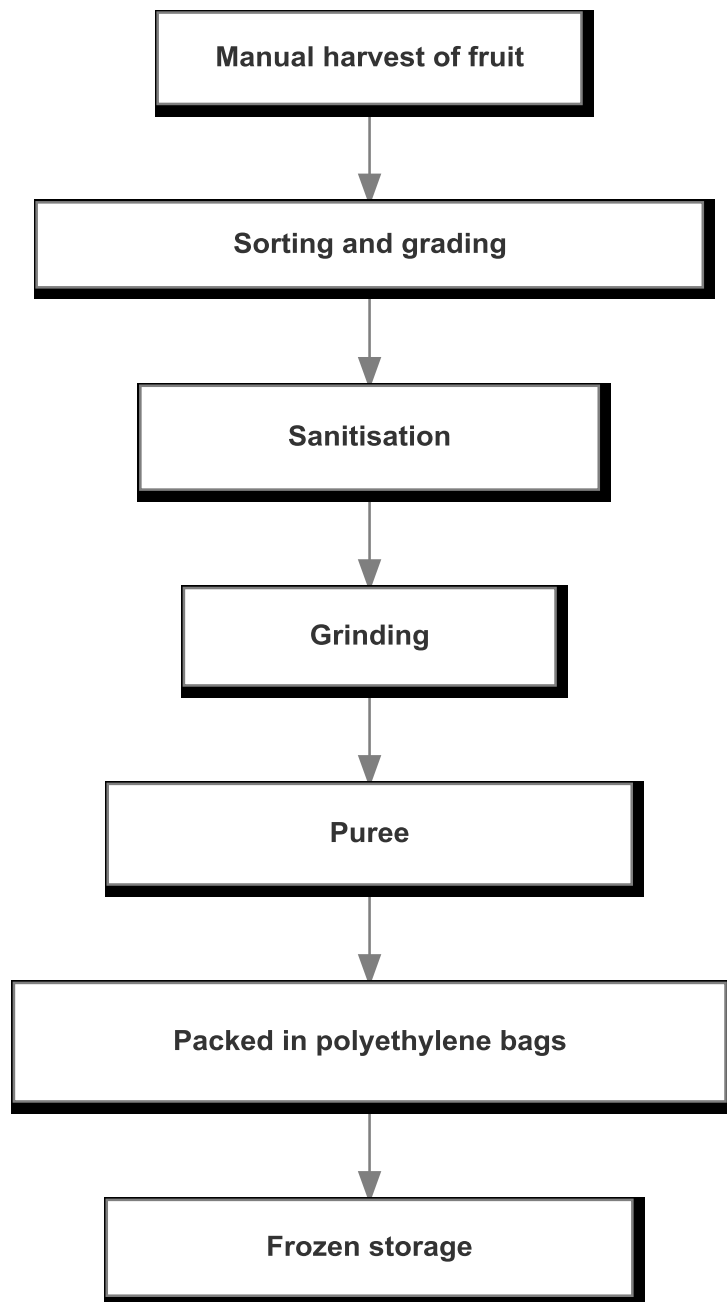 Manual harvest of fruit
Sorting and grading
Sanitisation
Grinding
Puree
Packed in polyethylene bags
Frozen storage